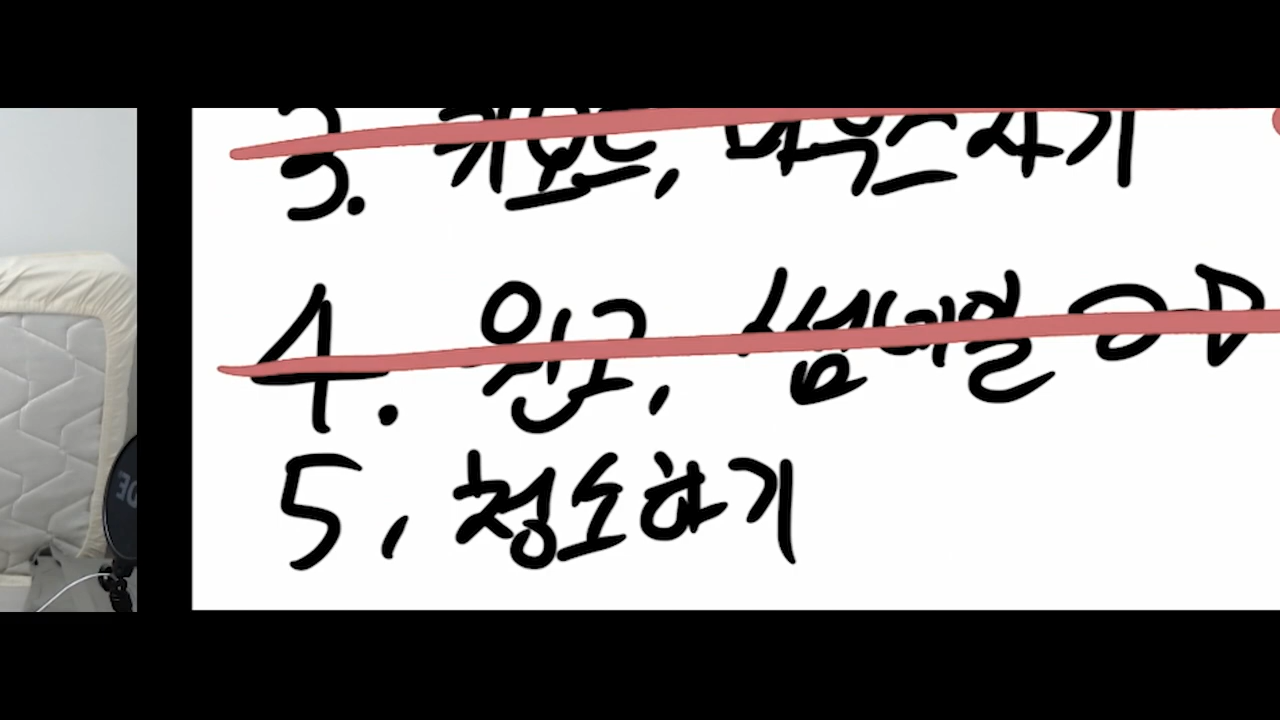 3. 키보드, 마우스 사기
4. 원고, 썸네일
5, 청소하기